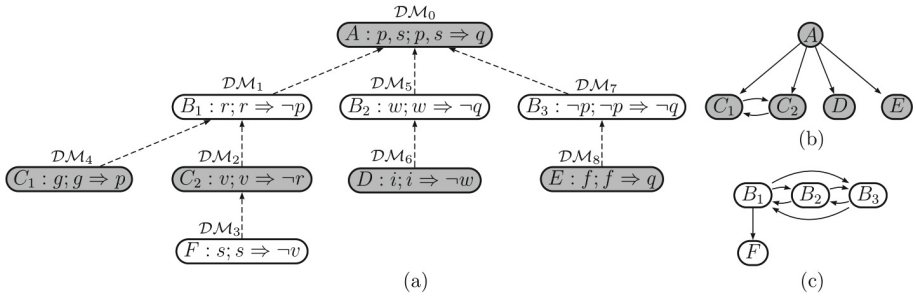 𝒟ℳ₀
A : p, s; p, s ⇒ q
𝒟ℳ₁ 𝒟ℳ₅ 𝒟ℳ₇
B₁ : r; r ⇒ ¬p B₂ : w; w ⇒ ¬q B₃ : ¬p; ¬p ⇒ ¬q
𝒟ℳ₄ 𝒟ℳ₂ 𝒟ℳ₆ 𝒟ℳ₈
C₁ : g; g ⇒ p C₂ : v; v ⇒ ¬r D : i; i ⇒ ¬w E : f; f ⇒ q
𝒟ℳ₃
F : s; s ⇒ ¬v
(a)
A
C₁ C₂ D E
(b)
B₁ B₂ B₃
F
(c)